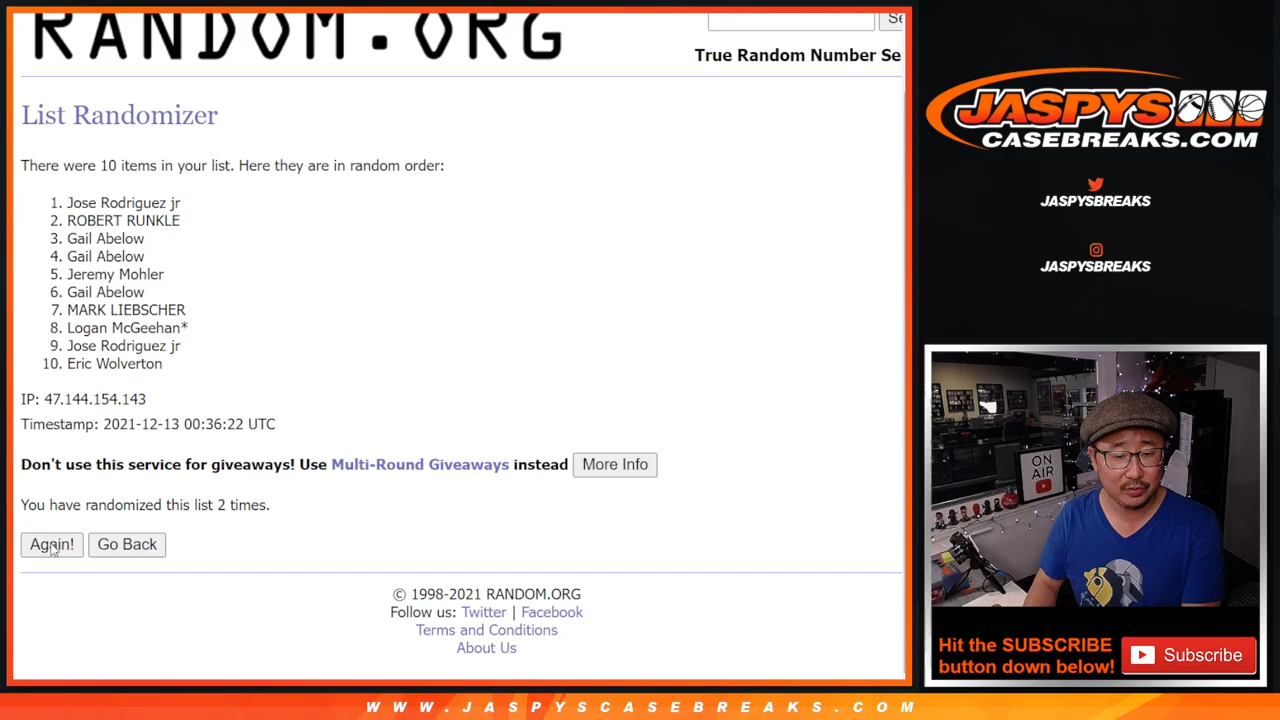 RANDOM.ORG
Se
True Random Number Se
List Randomizer
There were 10 items in your list. Here they are in random order:
1. Jose Rodriguez jr
2. ROBERT RUNKLE
3. Gail Abelow
4. Gail Abelow
5. Jeremy Mohler
6. Gail Abelow
7. MARK LIEBSCHER
8. Logan McGeehan*
9. Jose Rodriguez jr
10. Eric Wolverton
IP: 47.144.154.143
Timestamp: 2021-12-13 00:36:22 UTC
Don't use this service for giveaways! Use Multi-Round Giveaways instead More Info
You have randomized this list 2 times.
Again! Go Back
© 1998-2021 RANDOM.ORG
Follow us: Twitter | Facebook
Terms and Conditions
About Us
JASPYS
CASEBREAKS.COM
JASPYSBREAKS
JASPYSBREAKS
ON
AIR
Hit the SUBSCRIBE
button down below!
Subscribe
WWW.JASPYSCASEBREAKS.COM